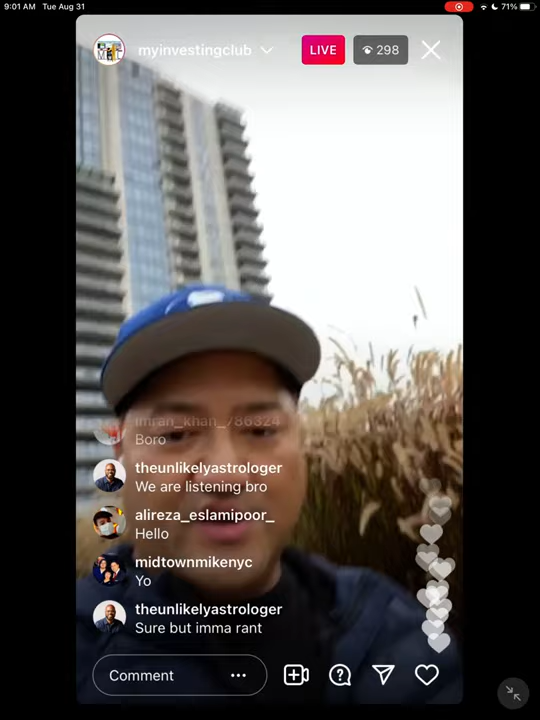 9:01 AM Tue Aug 31
71%
myinvestingclub
LIVE
298
imran_khan_786324
Boro
theunlikelyastrologer
We are listening bro
alireza_eslamipoor_
Hello
midtownmikenyc
Yo
theunlikelyastrologer
Sure but imma rant
Comment